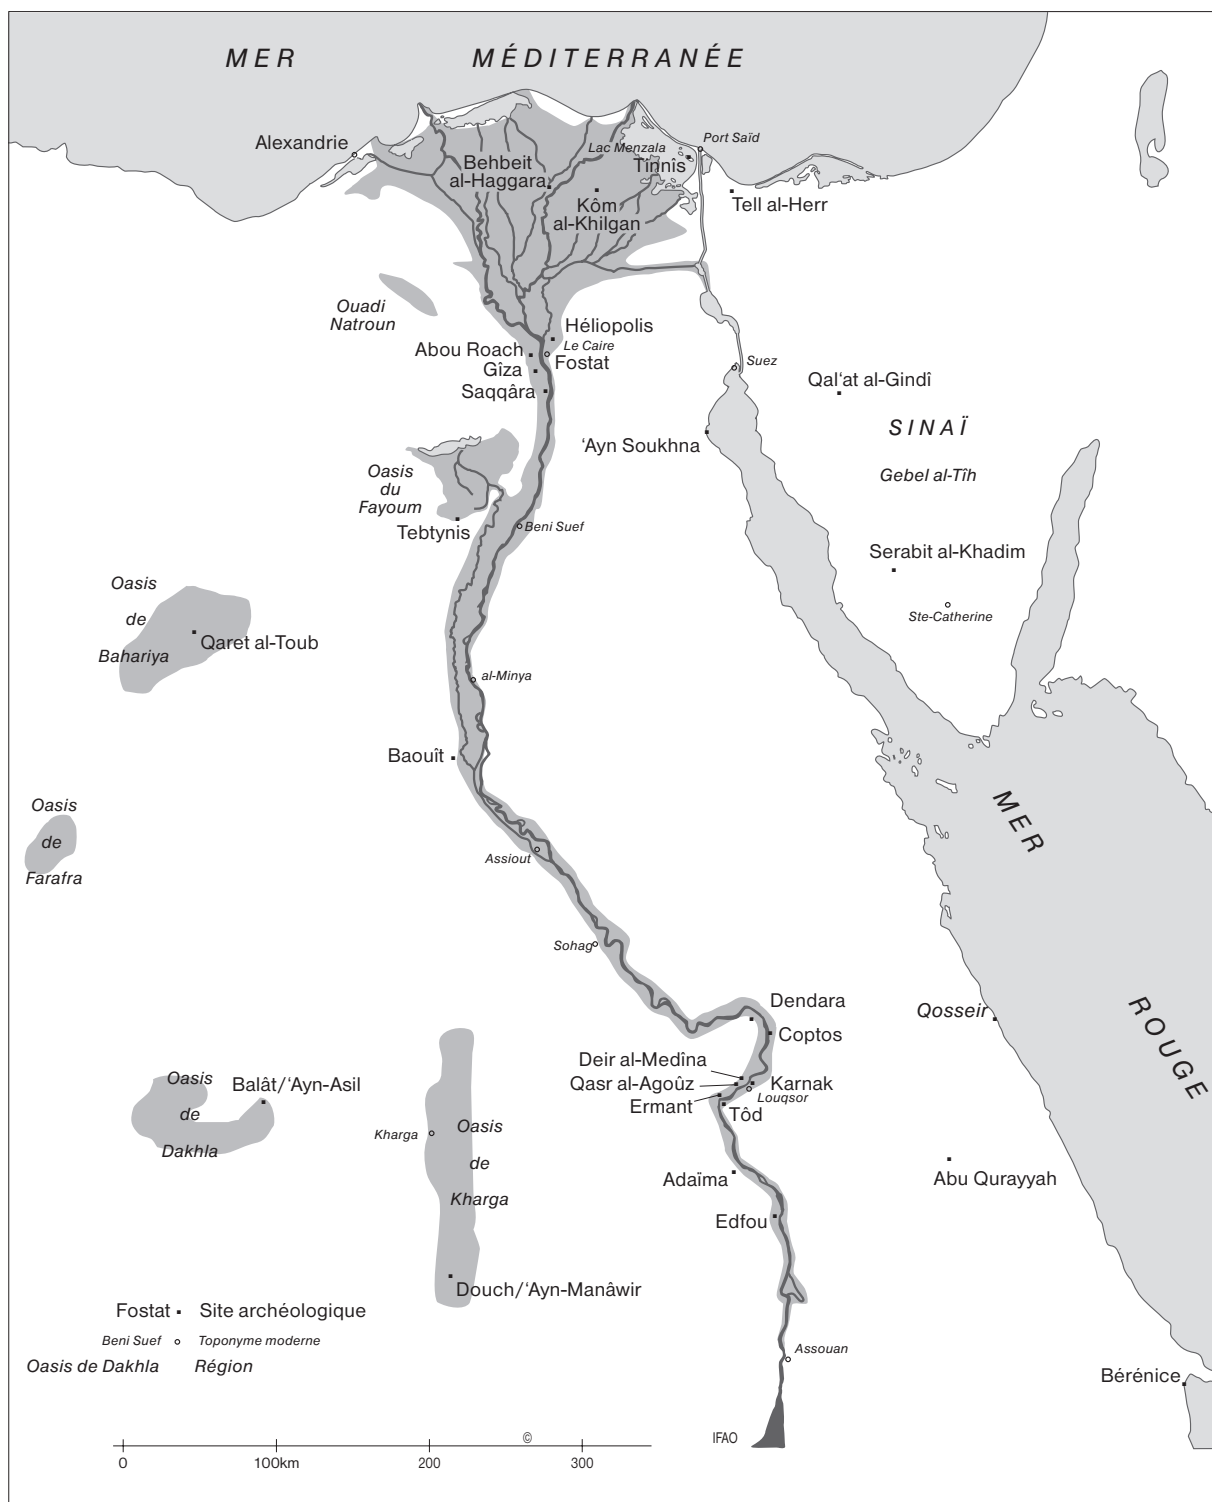 MER MÉDITERRANÉE
Port Saïd
Alexandrie
Lac Menzala
Behbeit
al-Haggara
Tinnîs
Kôm
al-Khilgan
Tell al-Herr
Ouadi
Natroun
Héliopolis
Le Caire
Abou Roach
Fostat
Gîza
Saqqâra
Suez
Qal‘at al-Gindî
SINAÏ
‘Ayn Soukhna
Gebel al-Tîh
Oasis
du
Fayoum
Tebtynis
Beni Suef
Serabit al-Khadim
Ste-Catherine
Oasis
de
Bahariya
Qaret al-Toub
al-Minya
Baouît
Oasis
de
Farafra
MER
ROUGE
Assiout
Sohag
Dendara
Coptos
Qosseir
Deir al-Medîna
Qasr al-Agoûz
Karnak
Ermant
Louqsor
Tôd
Oasis
de
Dakhla
Balât/‘Ayn-Asil
Kharga
Oasis
de
Kharga
Adaïma
Abu Qurayyah
Edfou
Douch/‘Ayn-Manâwir
Fostat Site archéologique
Beni Suef Toponyme moderne
Oasis de Dakhla Région
Assouan
Bérénice
© IFAO
0 100km 200 300